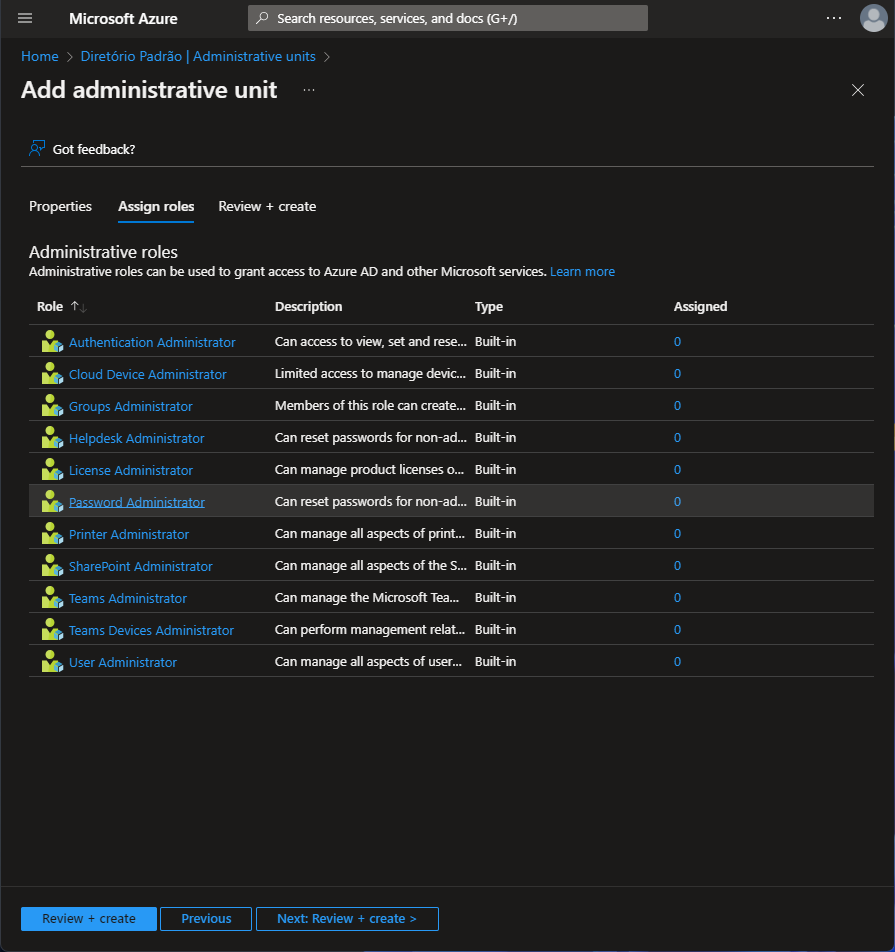 Microsoft Azure
Search resources, services, and docs (G+/)
Home > Diretório Padrão | Administrative units >
Add administrative unit ...
Got feedback?
Properties Assign roles Review + create
Administrative roles
Administrative roles can be used to grant access to Azure AD and other Microsoft services. Learn more
Role ↑↓ Description Type Assigned
Authentication Administrator Can access to view, set and rese... Built-in 0
Cloud Device Administrator Limited access to manage devic... Built-in 0
Groups Administrator Members of this role can create... Built-in 0
Helpdesk Administrator Can reset passwords for non-ad... Built-in 0
License Administrator Can manage product licenses o... Built-in 0
Password Administrator Can reset passwords for non-ad... Built-in 0
Printer Administrator Can manage all aspects of print... Built-in 0
SharePoint Administrator Can manage all aspects of the S... Built-in 0
Teams Administrator Can manage the Microsoft Tea... Built-in 0
Teams Devices Administrator Can perform management relat... Built-in 0
User Administrator Can manage all aspects of user... Built-in 0
Review + create Previous Next: Review + create >